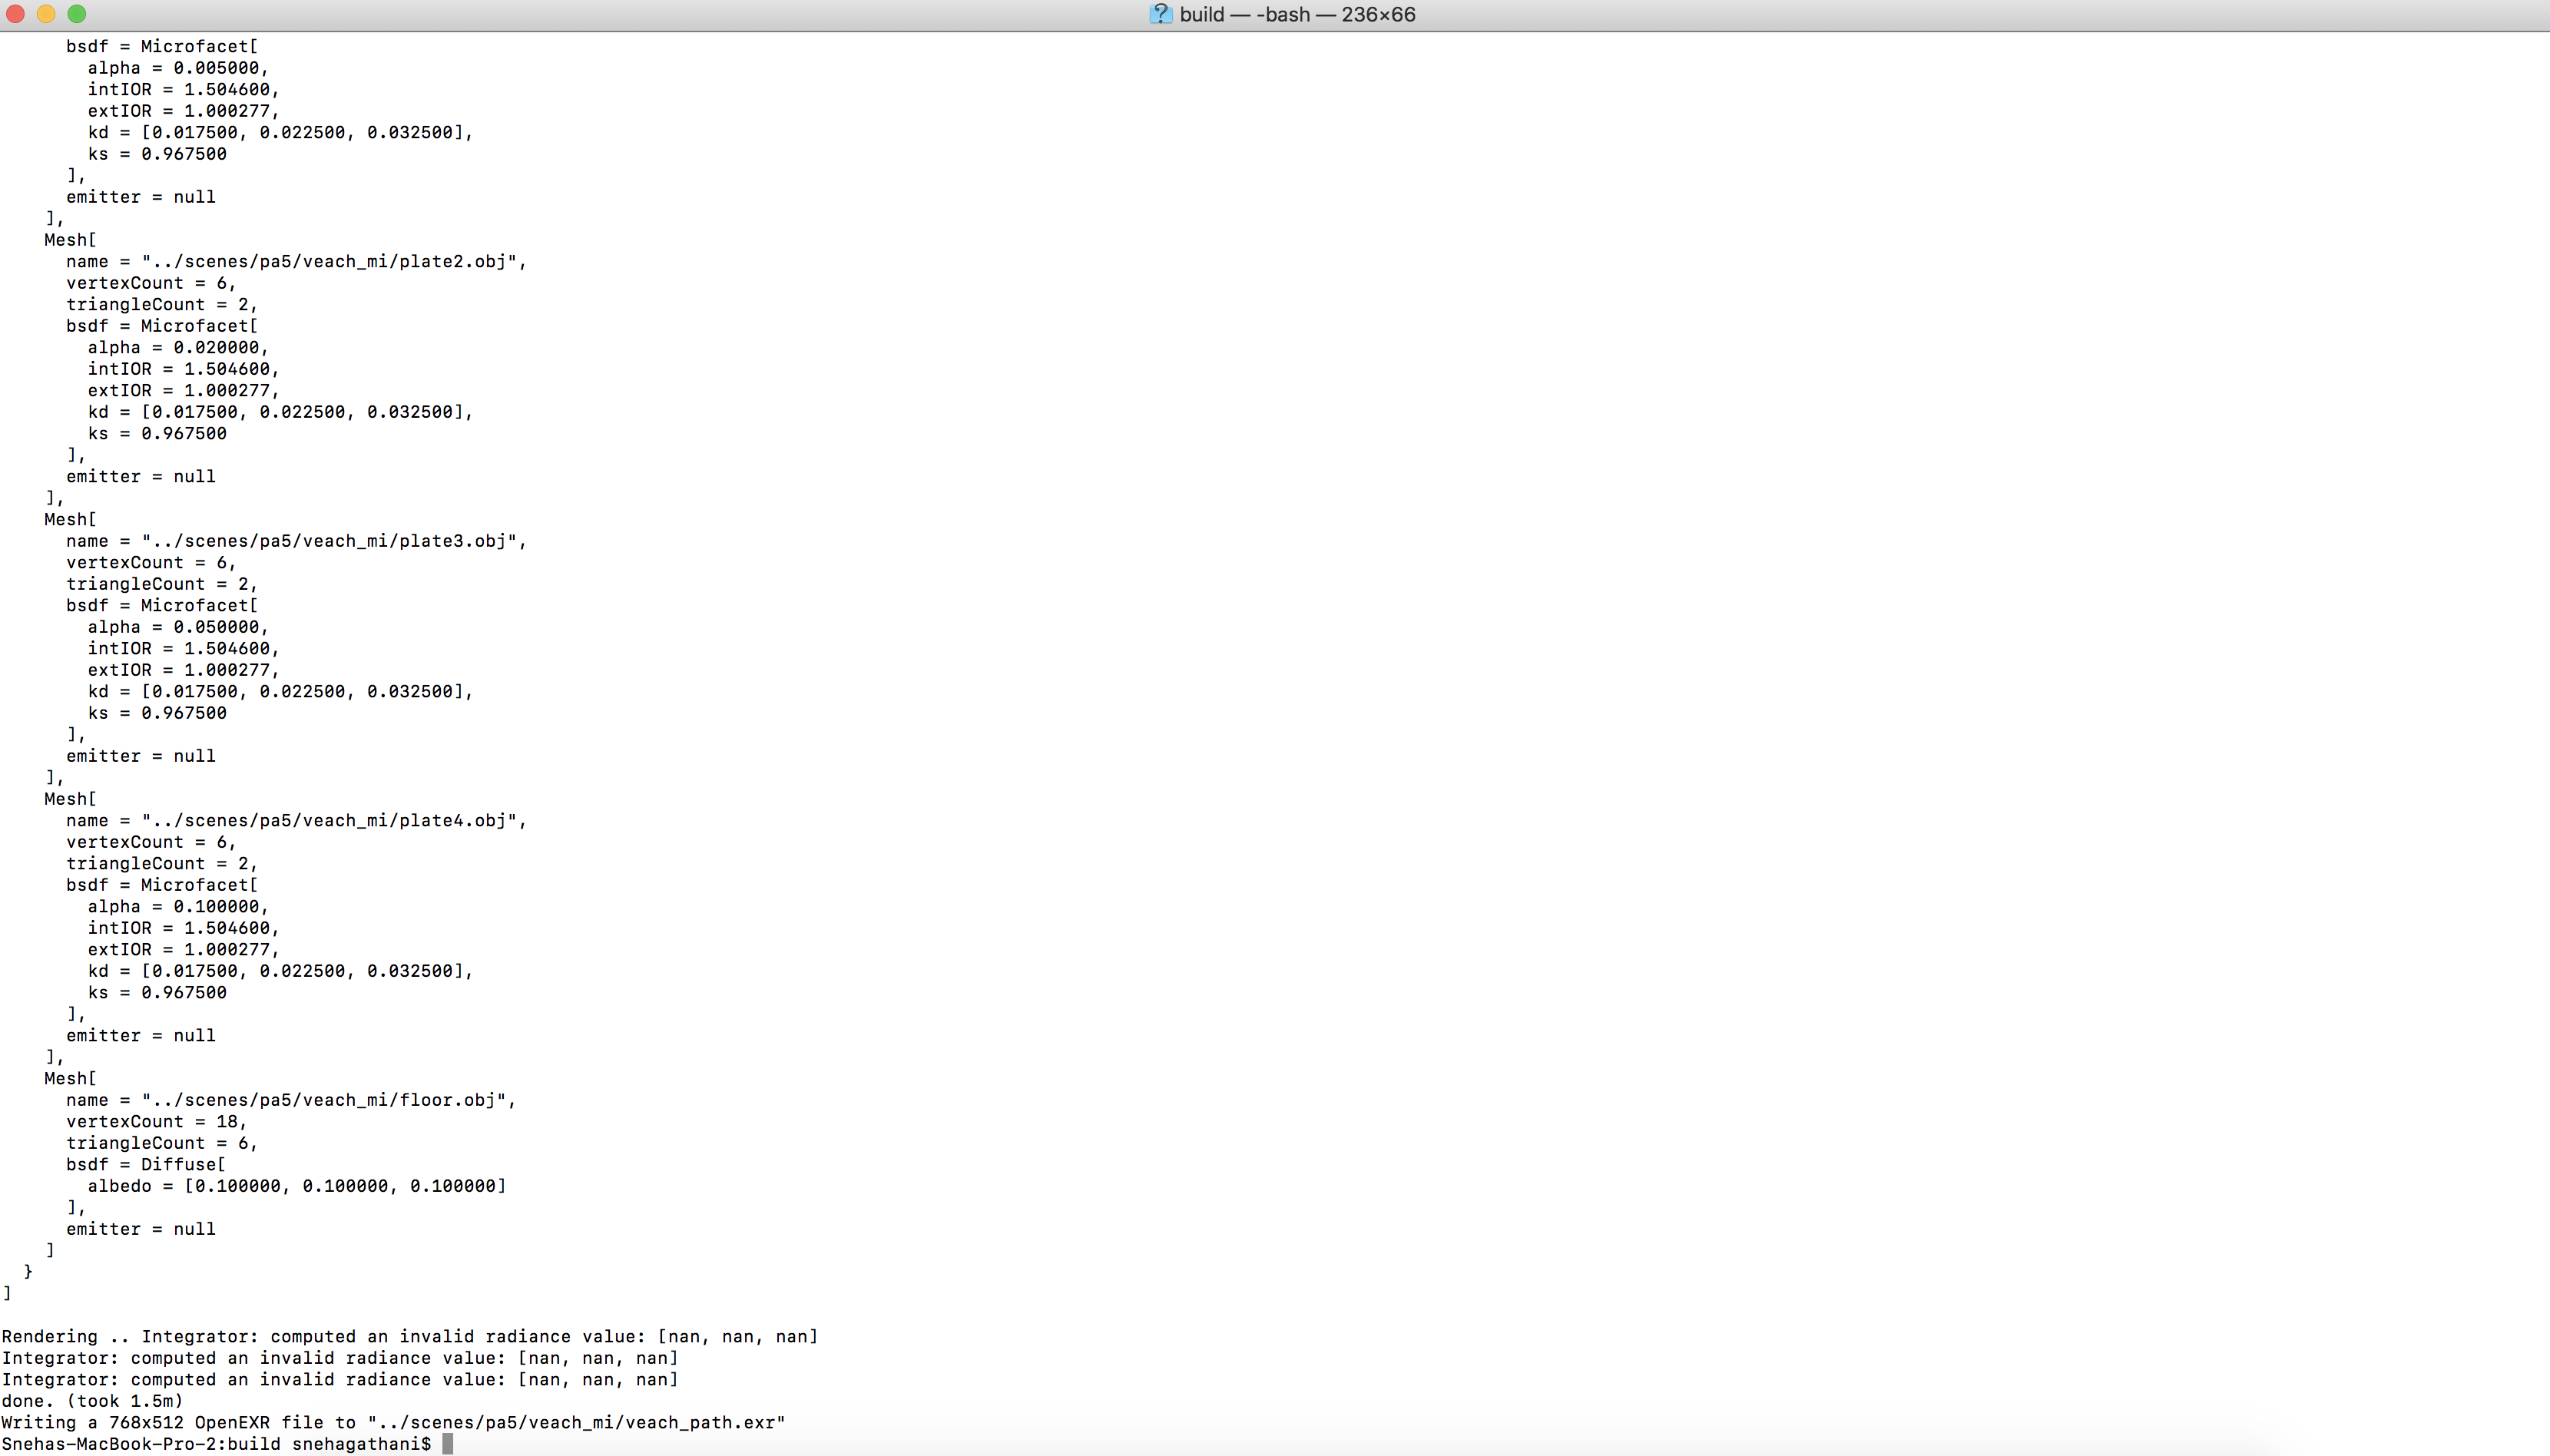 build — -bash — 236×66
bsdf = Microfacet[
alpha = 0.005000,
intIOR = 1.504600,
extIOR = 1.000277,
kd = [0.017500, 0.022500, 0.032500],
ks = 0.967500
],
emitter = null
],
Mesh[
name = "../scenes/pa5/veach_mi/plate2.obj",
vertexCount = 6,
triangleCount = 2,
bsdf = Microfacet[
alpha = 0.020000,
intIOR = 1.504600,
extIOR = 1.000277,
kd = [0.017500, 0.022500, 0.032500],
ks = 0.967500
],
emitter = null
],
Mesh[
name = "../scenes/pa5/veach_mi/plate3.obj",
vertexCount = 6,
triangleCount = 2,
bsdf = Microfacet[
alpha = 0.050000,
intIOR = 1.504600,
extIOR = 1.000277,
kd = [0.017500, 0.022500, 0.032500],
ks = 0.967500
],
emitter = null
],
Mesh[
name = "../scenes/pa5/veach_mi/plate4.obj",
vertexCount = 6,
triangleCount = 2,
bsdf = Microfacet[
alpha = 0.100000,
intIOR = 1.504600,
extIOR = 1.000277,
kd = [0.017500, 0.022500, 0.032500],
ks = 0.967500
],
emitter = null
],
Mesh[
name = "../scenes/pa5/veach_mi/floor.obj",
vertexCount = 18,
triangleCount = 6,
bsdf = Diffuse[
albedo = [0.100000, 0.100000, 0.100000]
],
emitter = null
]
}
]
Rendering .. Integrator: computed an invalid radiance value: [nan, nan, nan]
Integrator: computed an invalid radiance value: [nan, nan, nan]
Integrator: computed an invalid radiance value: [nan, nan, nan]
done. (took 1.5m)
Writing a 768x512 OpenEXR file to "../scenes/pa5/veach_mi/veach_path.exr"
Snehas-MacBook-Pro-2:build snehagathani$